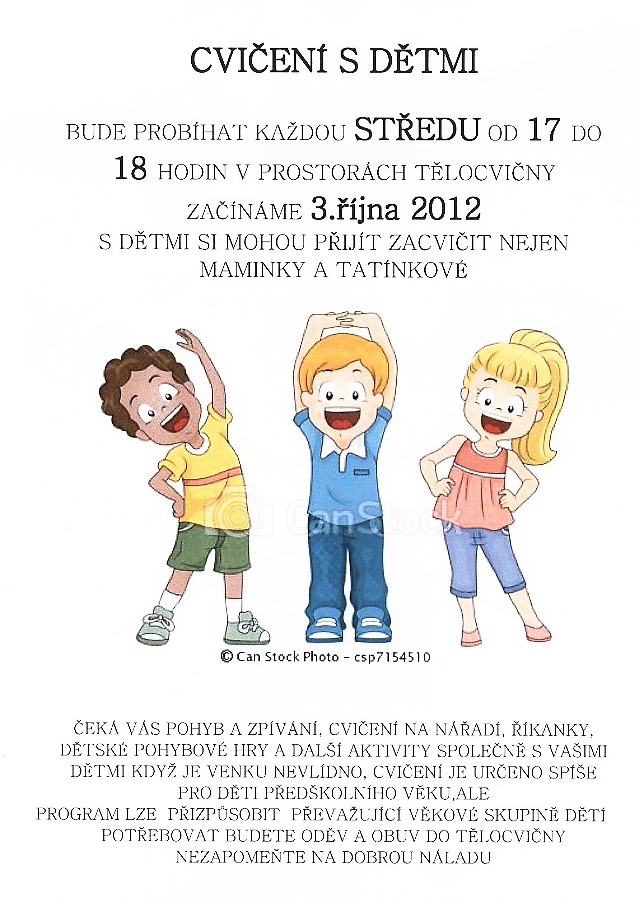 CVIČENÍ S DĚTMI
BUDE PROBÍHAT KAŽDOU STŘEDU OD 17 DO
18 HODIN V PROSTORÁCH TĚLOCVIČNY
ZAČÍNÁME 3.října 2012
S DĚTMI SI MOHOU PŘIJÍT ZACVIČIT NEJEN
MAMINKY A TATÍNKOVÉ
CanStock
© Can Stock Photo - csp7154510
ČEKÁ VÁS POHYB A ZPÍVÁNÍ, CVIČENÍ NA NÁŘADÍ, ŘÍKANKY,
DĚTSKÉ POHYBOVÉ HRY A DALŠÍ AKTIVITY SPOLEČNĚ S VAŠIMI
DĚTMI KDYŽ JE VENKU NEVLÍDNO, CVIČENÍ JE URČENO SPÍŠE
PRO DĚTI PŘEDŠKOLNÍHO VĚKU,ALE
PROGRAM LZE PŘIZPŮSOBIT PŘEVAŽUJÍCÍ VĚKOVÉ SKUPINĚ DĚTÍ
POTŘEBOVAT BUDETE ODĚV A OBUV DO TĚLOCVIČNY
NEZAPOMEŇTE NA DOBROU NÁLADU